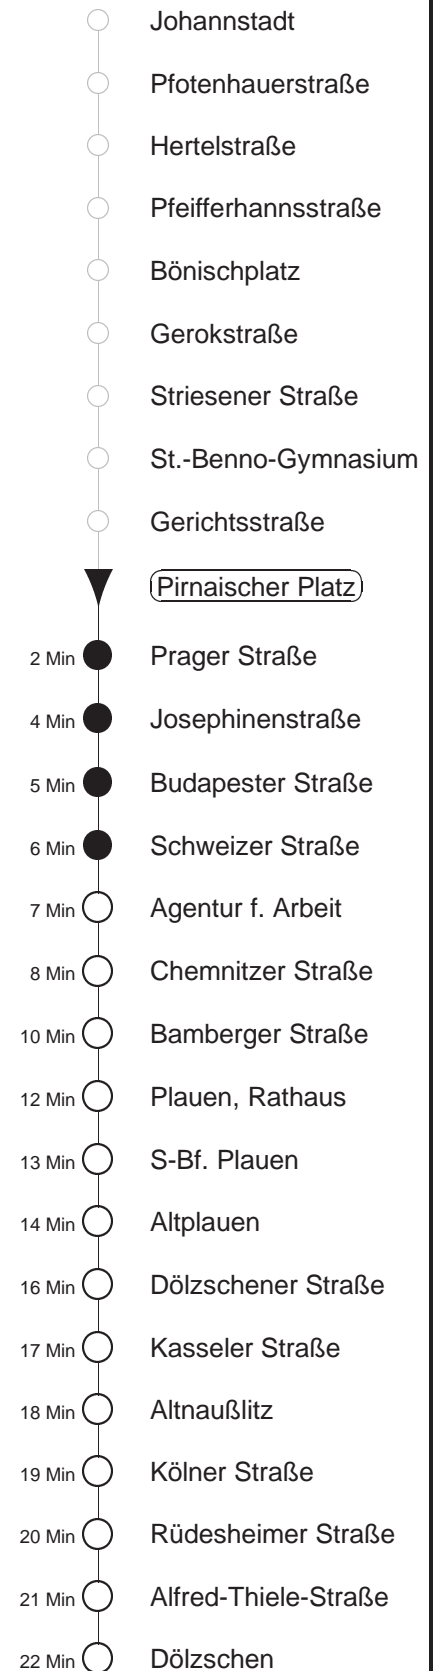 Johannstadt
Pfotenhauerstraße
Hertelstraße
Pfeifferhannsstraße
Bönischplatz
Gerokstraße
Striesener Straße
St.-Benno-Gymnasium
Gerichtsstraße
Pirnaischer Platz
2 Min Prager Straße
4 Min Josephinenstraße
5 Min Budapester Straße
6 Min Schweizer Straße
7 Min Agentur f. Arbeit
8 Min Chemnitzer Straße
10 Min Bamberger Straße
12 Min Plauen, Rathaus
13 Min S-Bf. Plauen
14 Min Altplauen
16 Min Dölzschener Straße
17 Min Kasseler Straße
18 Min Altnaußlitz
19 Min Kölner Straße
20 Min Rüdesheimer Straße
21 Min Alfred-Thiele-Straße
22 Min Dölzschen